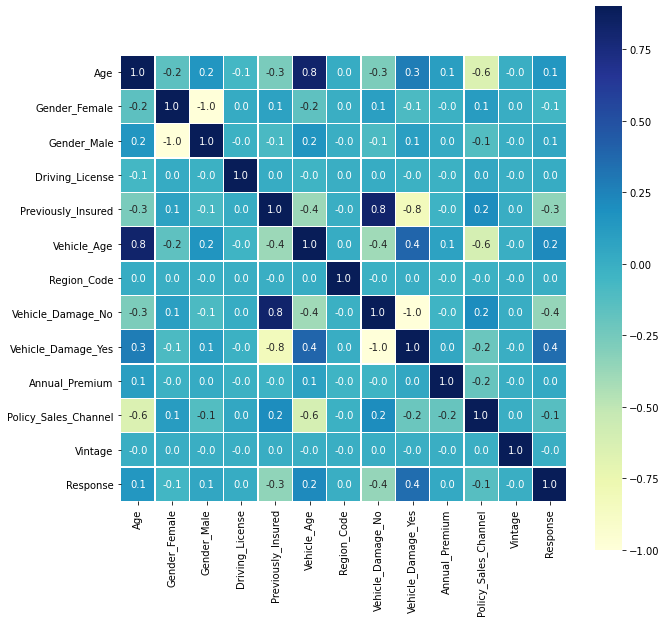 Age 1.0 -0.2 0.2 -0.1 -0.3 0.8 0.0 -0.3 0.3 0.1 -0.6 -0.0 0.1
Gender_Female -0.2 1.0 -1.0 0.0 0.1 -0.2 0.0 0.1 -0.1 -0.0 0.1 0.0 -0.1
Gender_Male 0.2 -1.0 1.0 -0.0 -0.1 0.2 -0.0 -0.1 0.1 0.0 -0.1 -0.0 0.1
Driving_License -0.1 0.0 -0.0 1.0 0.0 -0.0 -0.0 0.0 -0.0 -0.0 0.0 -0.0 0.0
Previously_Insured -0.3 0.1 -0.1 0.0 1.0 -0.4 -0.0 0.8 -0.8 0.0 0.2 0.0 -0.3
Vehicle_Age 0.8 -0.2 0.2 -0.0 -0.4 1.0 0.0 -0.4 0.4 0.1 -0.6 -0.0 0.2
Region_Code 0.0 0.0 -0.0 -0.0 -0.0 0.0 1.0 -0.0 0.0 -0.0 -0.0 -0.0 0.0
Vehicle_Damage_No -0.3 0.1 -0.1 0.0 0.8 -0.4 -0.0 1.0 -1.0 -0.0 0.2 0.0 -0.4
Vehicle_Damage_Yes 0.3 -0.1 0.1 -0.0 -0.8 0.4 0.0 -1.0 1.0 0.0 -0.2 -0.0 0.4
Annual_Premium 0.1 -0.0 0.0 -0.0 0.0 0.1 -0.0 -0.0 0.0 1.0 -0.2 -0.0 0.0
Policy_Sales_Channel -0.6 0.1 -0.1 0.0 0.2 -0.6 -0.0 0.2 -0.2 -0.2 1.0 0.0 -0.1
Vintage -0.0 0.0 -0.0 -0.0 0.0 -0.0 -0.0 0.0 -0.0 -0.0 0.0 1.0 -0.0
Response 0.1 -0.1 0.1 0.0 -0.3 0.2 0.0 -0.4 0.4 0.0 -0.1 -0.0 1.0
Age
Gender_Female
Gender_Male
Driving_License
Previously_Insured
Vehicle_Age
Region_Code
Vehicle_Damage_No
Vehicle_Damage_Yes
Annual_Premium
Policy_Sales_Channel
Vintage
Response
0.75
0.50
0.25
0.00
−0.25
−0.50
−0.75
−1.00